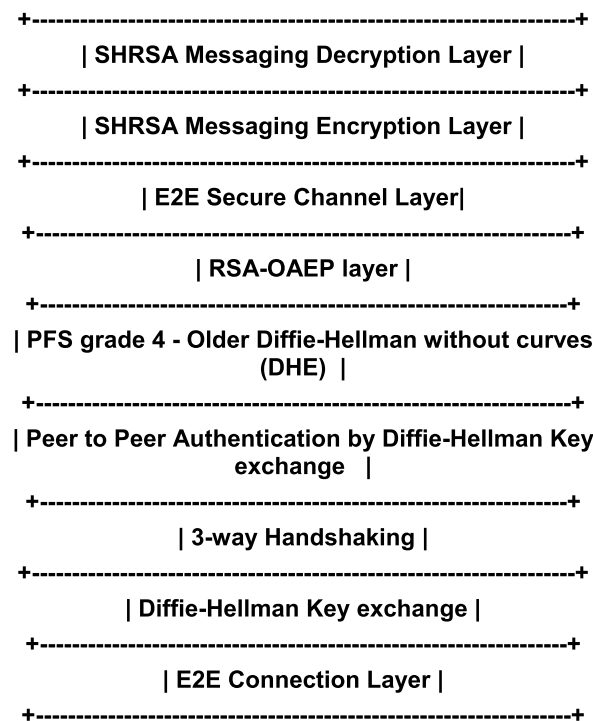 +--------------------------------------------------------------------+
| SHRSA Messaging Decryption Layer |
+--------------------------------------------------------------------+
| SHRSA Messaging Encryption Layer |
+--------------------------------------------------------------------+
| E2E Secure Channel Layer|
+-------------------------------------------------------------------+
| RSA-OAEP layer |
+------------------------------------------------------------------+
| PFS grade 4 - Older Diffie-Hellman without curves
(DHE) |
+-------------------------------------------------------------------+
| Peer to Peer Authentication by Diffie-Hellman Key
exchange |
+------------------------------------------------------------------+
| 3-way Handshaking |
+--------------------------------------------------------------------+
| Diffie-Hellman Key exchange |
+------------------------------------------------------------------+
| E2E Connection Layer |
+-------------------------------------------------------------------+